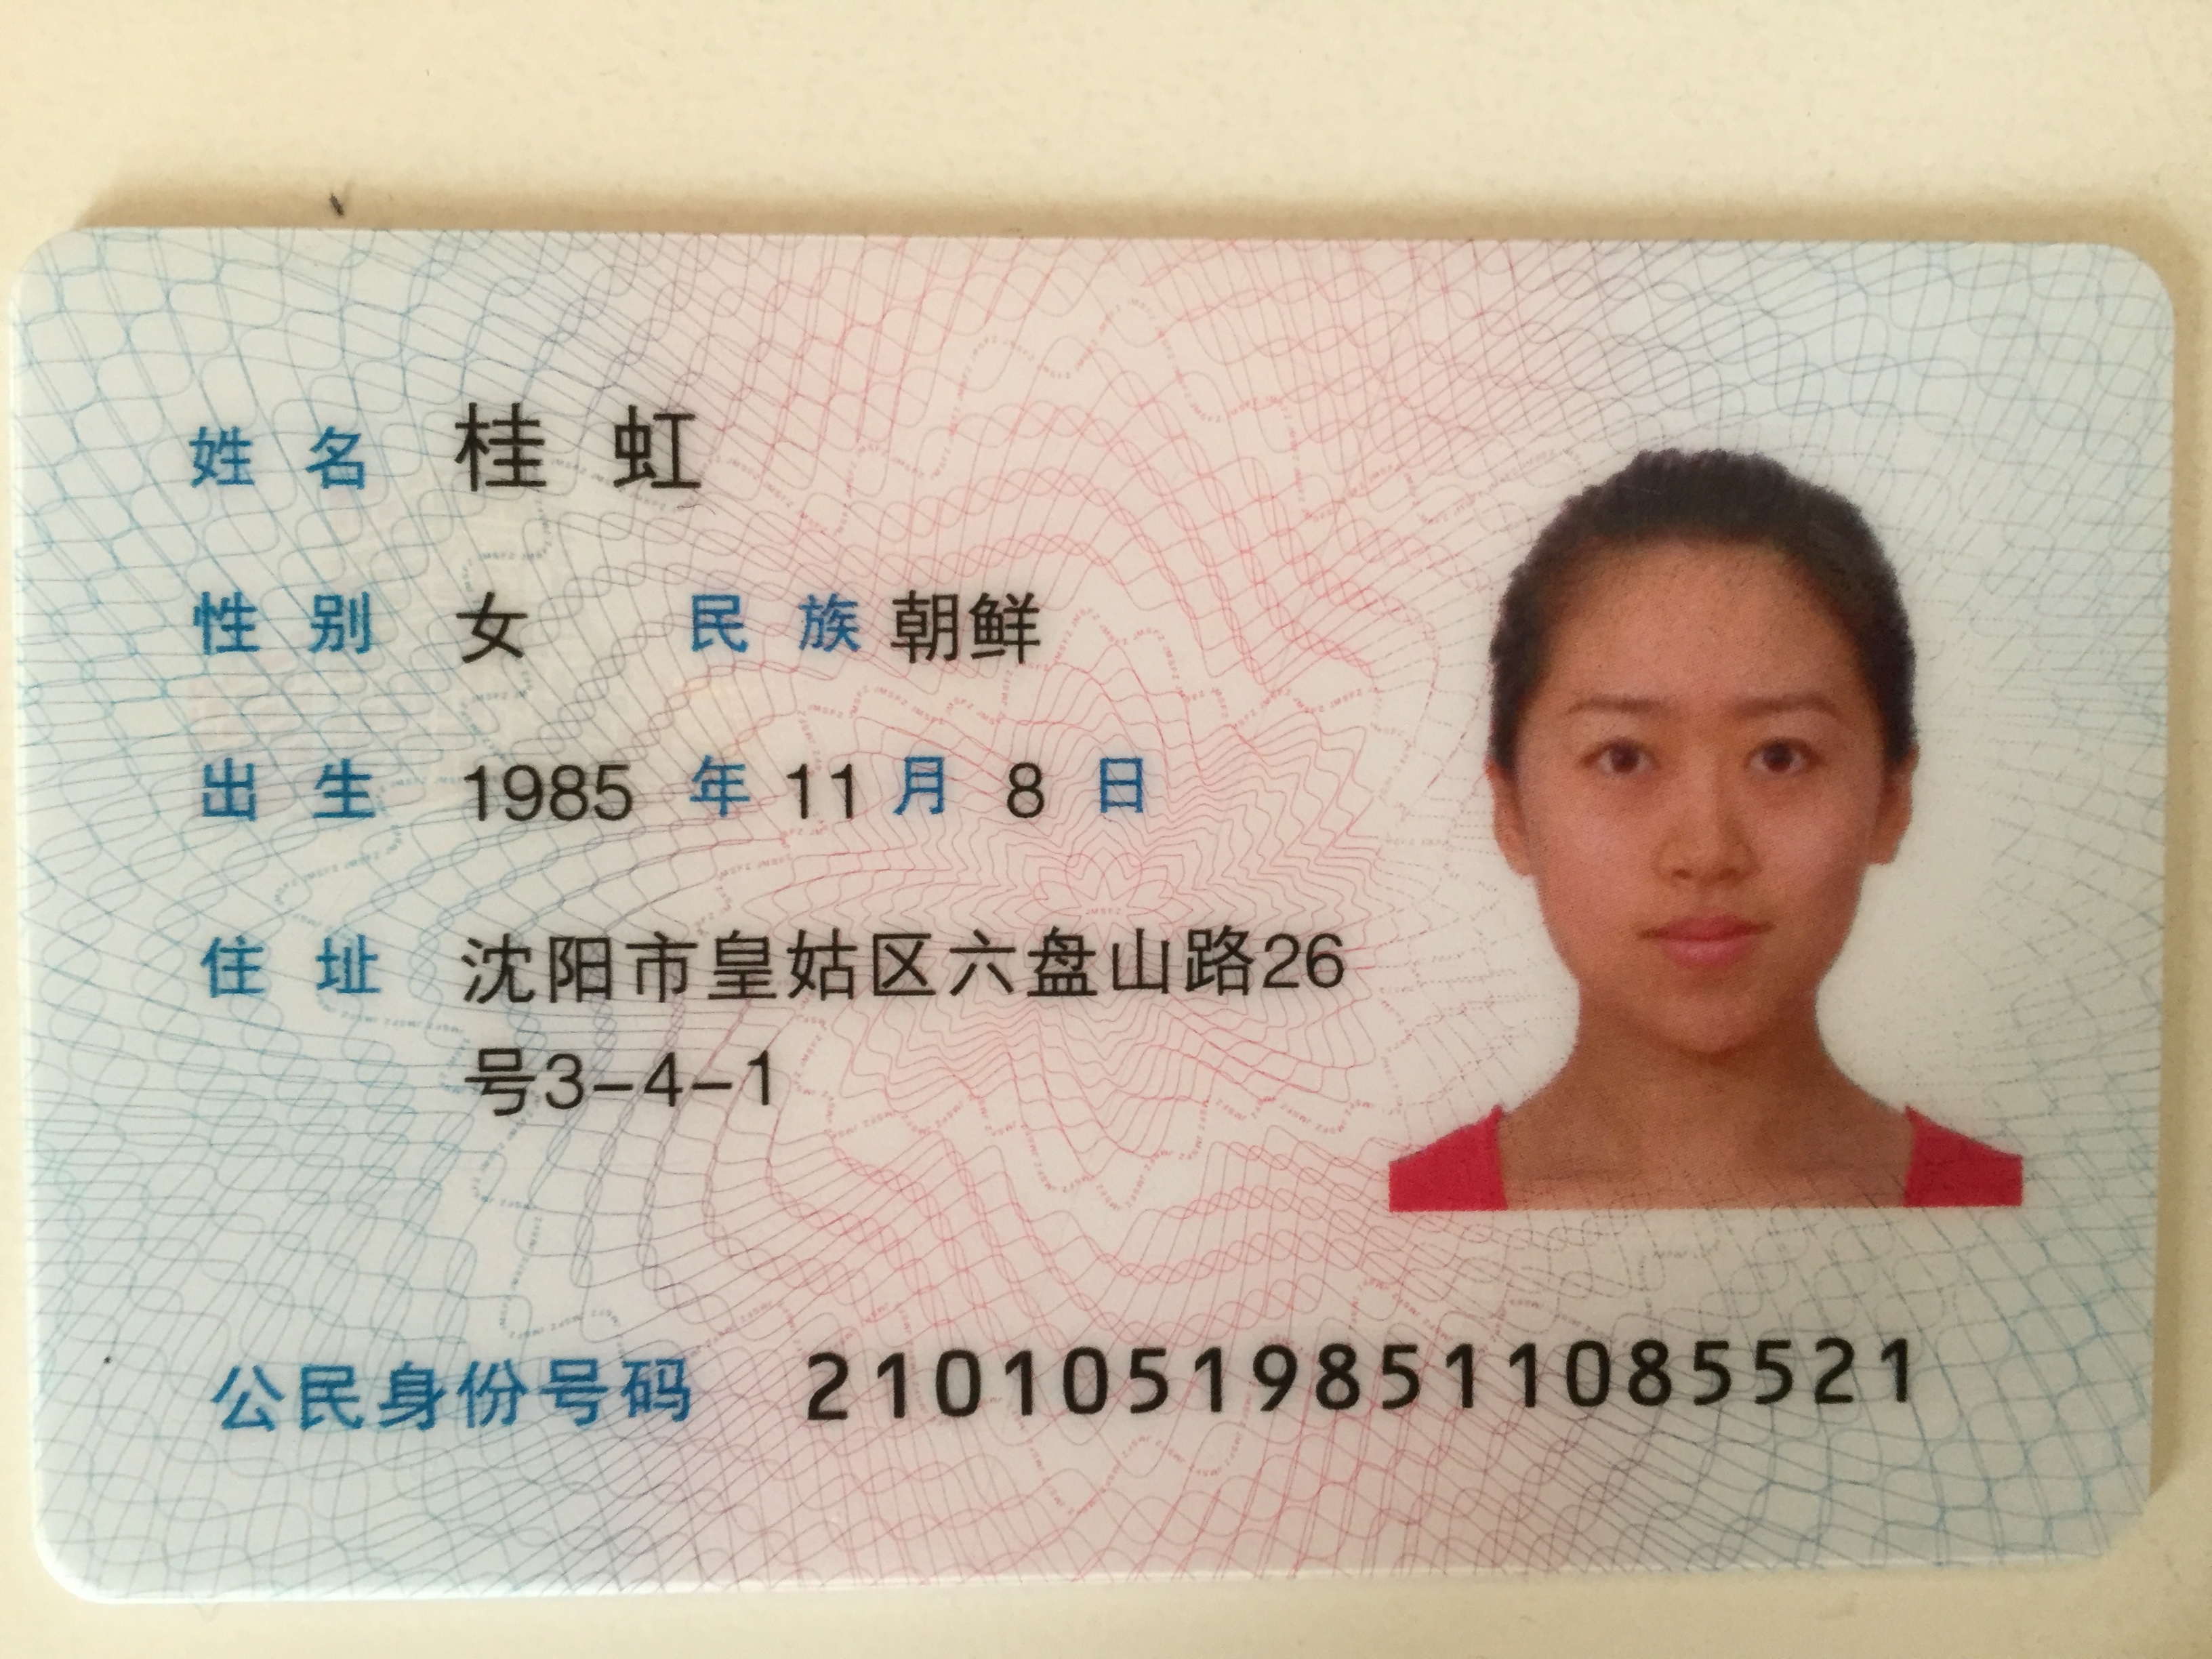 姓名 桂虹
性别 女 民族 朝鲜
出生 1985 年 11 月 8 日
住址 沈阳市皇姑区六盘山路26
号3-4-1
公民身份号码 210105198511085521